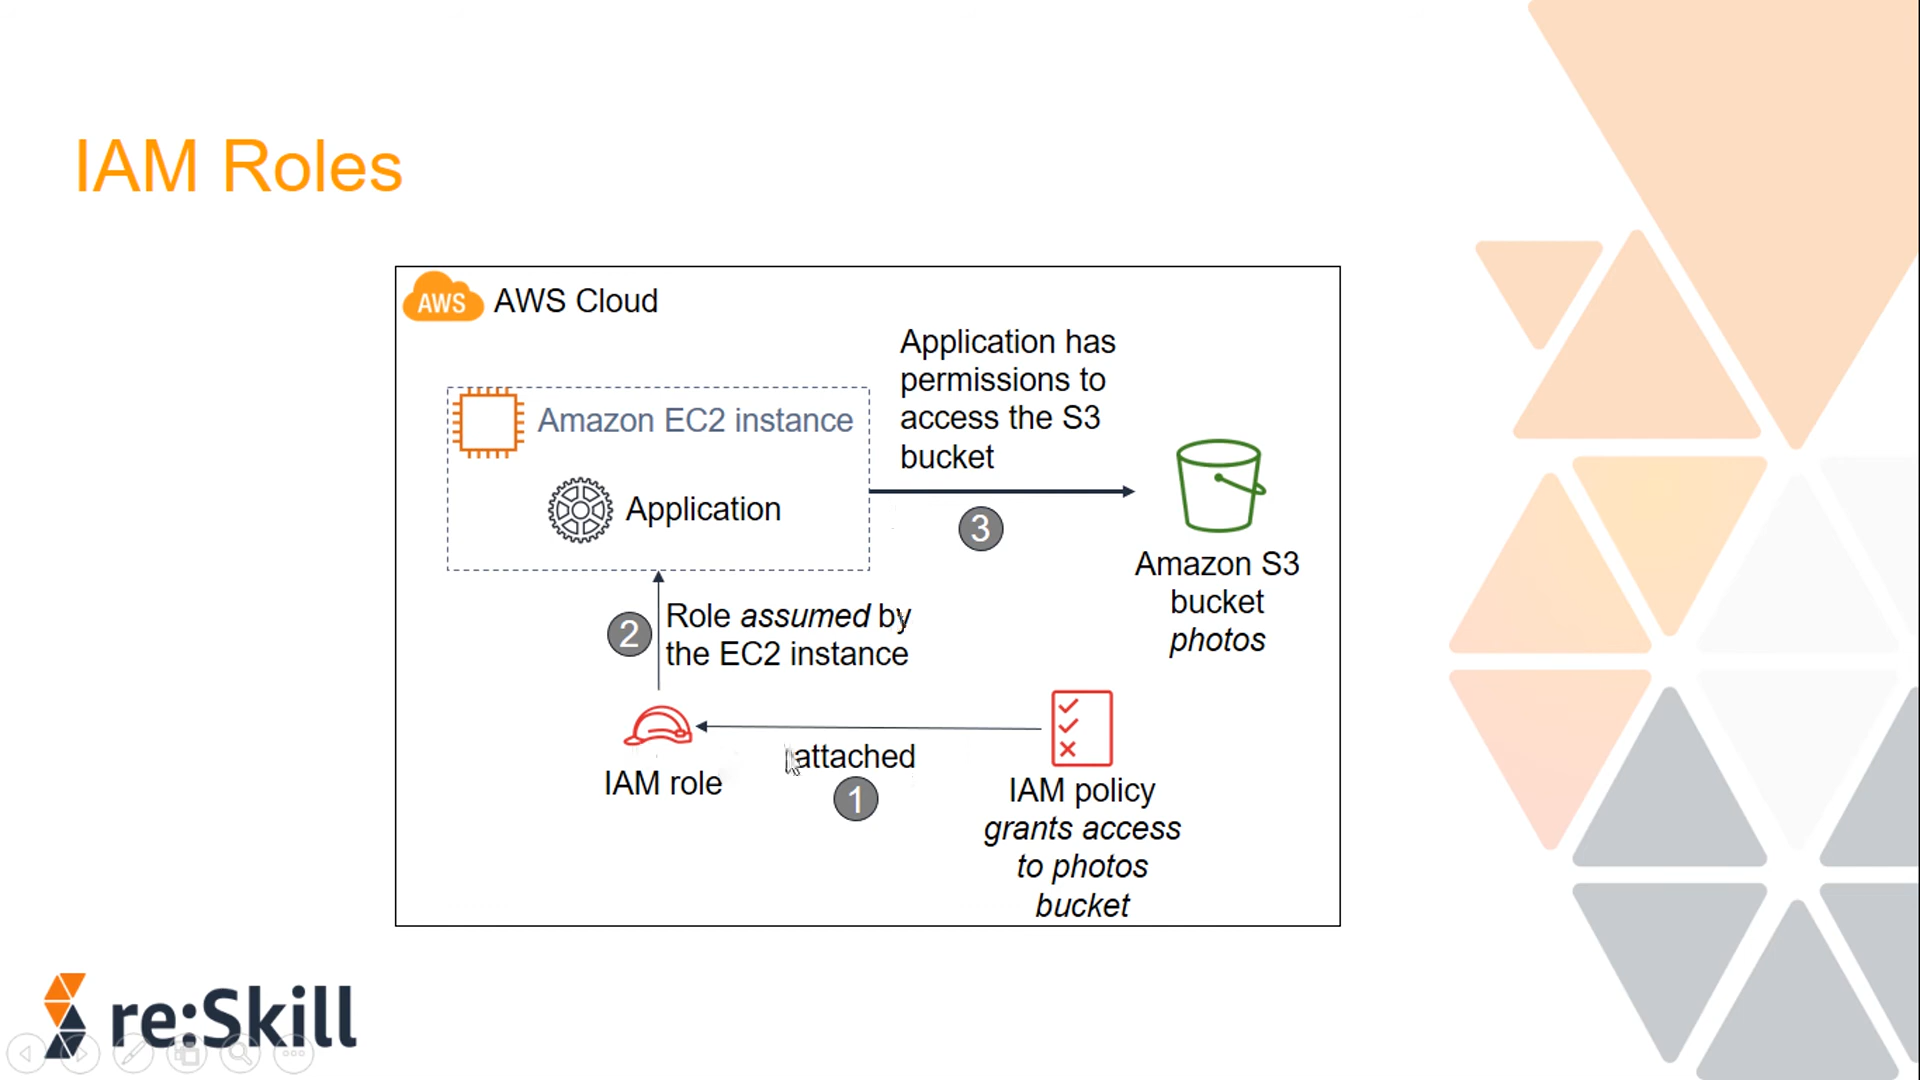 IAM Roles
AWS
AWS Cloud
Application has
permissions to
access the S3
bucket
Amazon EC2 instance
Application
3
Amazon S3
bucket
photos
2
Role assumed by
the EC2 instance
attached
1
IAM role
IAM policy
grants access
to photos
bucket
re:Skill